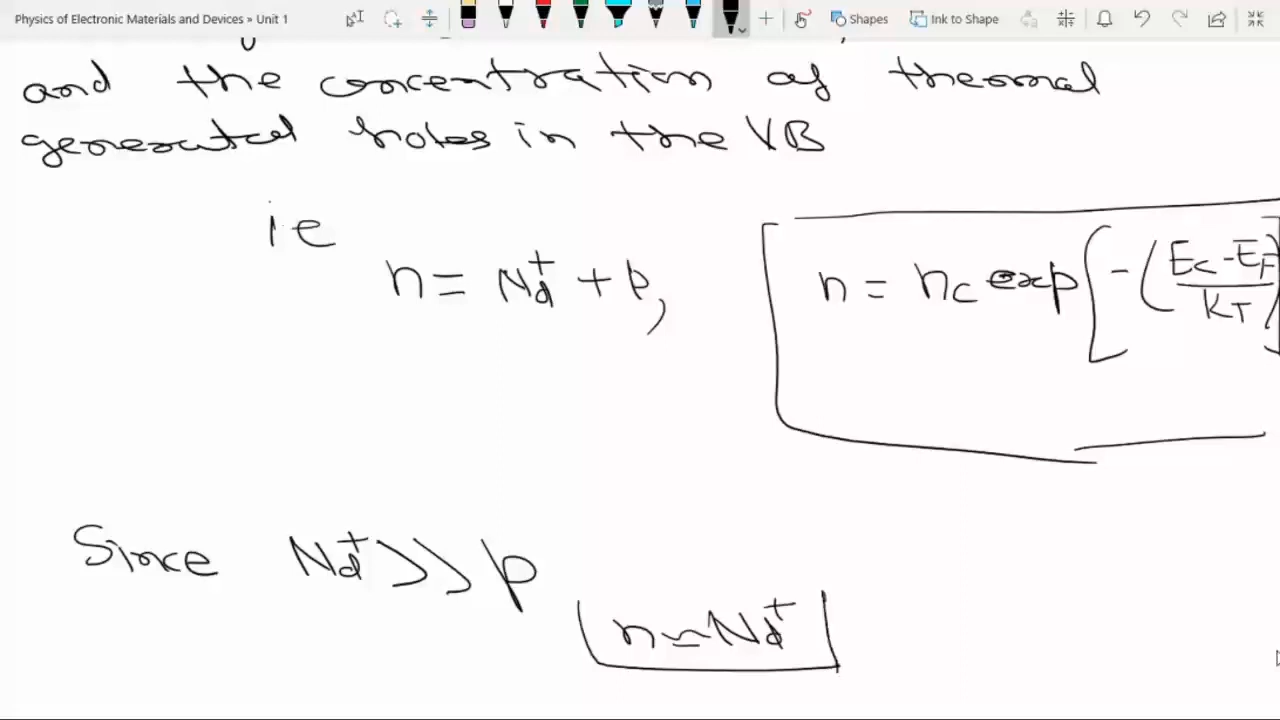 Physics of Electronic Materials and Devices » Unit 1
Shapes
Ink to Shape
and the concentration of thermal
generated holes in the VB
i.e
n = Nd⁺ + p,
n = nc exp[-(Ec - EF / KT)]
Since Nd⁺ >> p
n ≃ Nd⁺